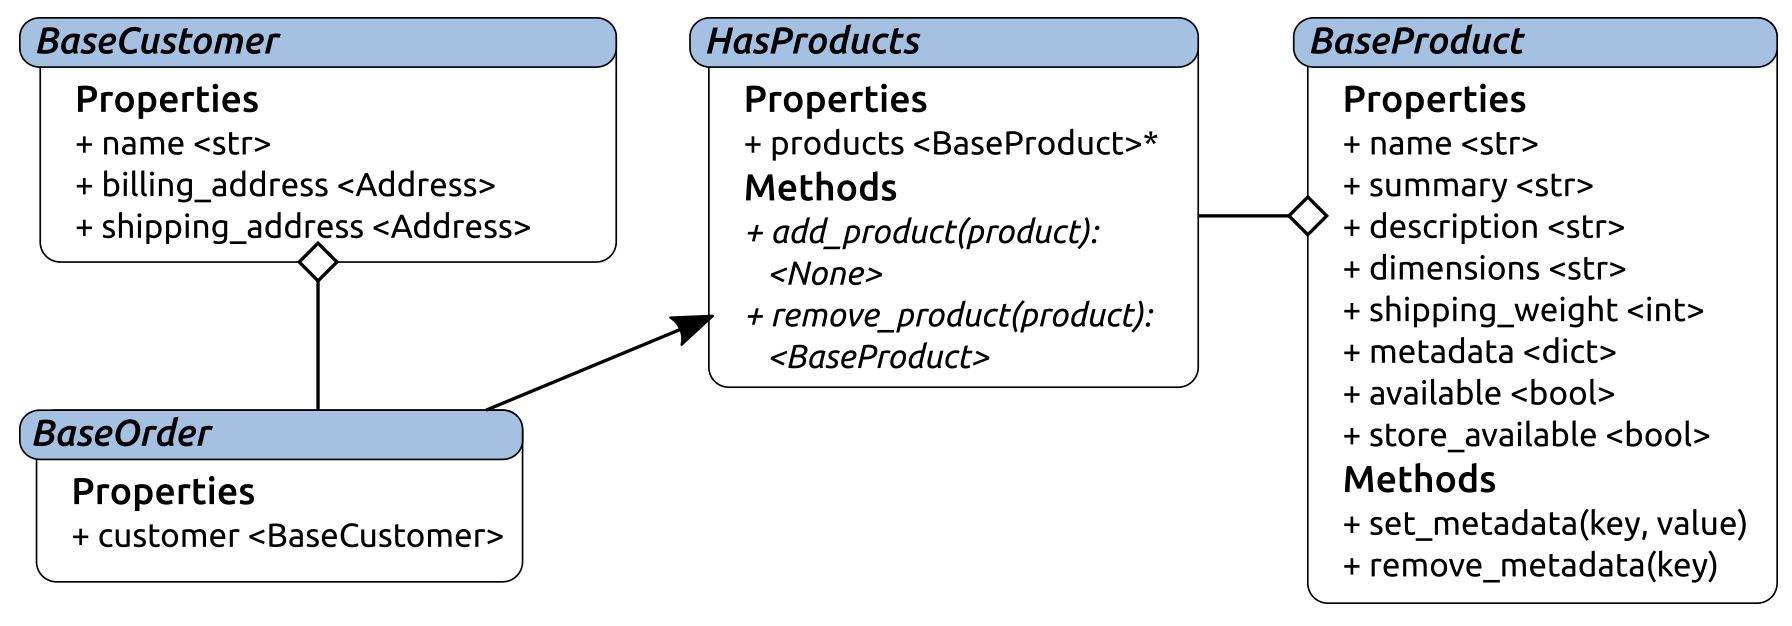 BaseCustomer
Properties
+ name <str>
+ billing_address <Address>
+ shipping_address <Address>
BaseOrder
Properties
+ customer <BaseCustomer>
HasProducts
Properties
+ products <BaseProduct>*
Methods
+ add_product(product):
<None>
+ remove_product(product):
<BaseProduct>
BaseProduct
Properties
+ name <str>
+ summary <str>
+ description <str>
+ dimensions <str>
+ shipping_weight <int>
+ metadata <dict>
+ available <bool>
+ store_available <bool>
Methods
+ set_metadata(key, value)
+ remove_metadata(key)